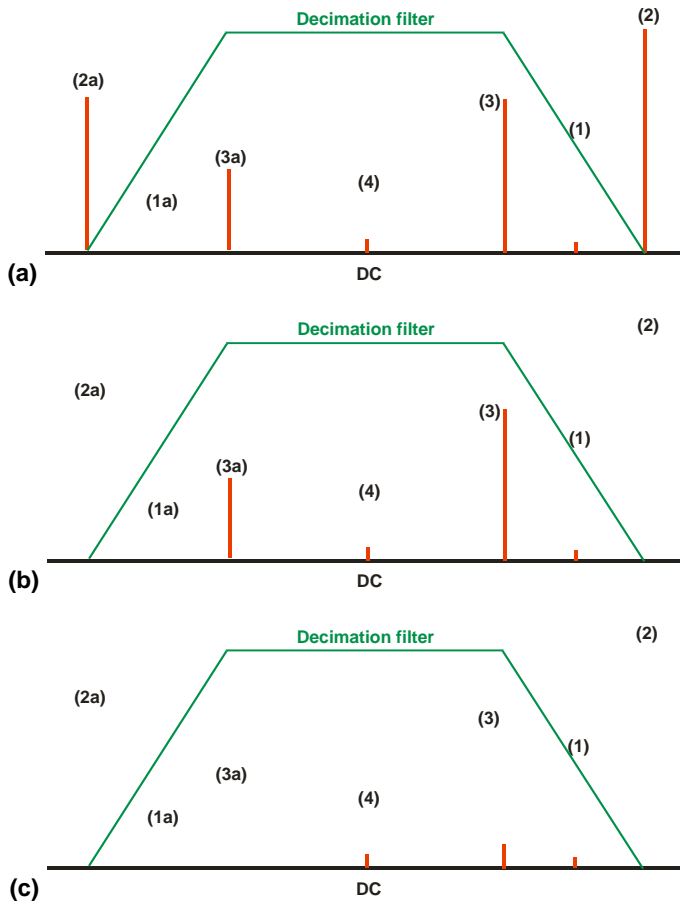 Decimation filter
(2)
(2a)
(3)
(1)
(3a)
(4)
(1a)
(a)
DC
Decimation filter
(2)
(2a)
(3)
(1)
(3a)
(4)
(1a)
(b)
DC
Decimation filter
(2)
(2a)
(3)
(1)
(3a)
(4)
(1a)
(c)
DC